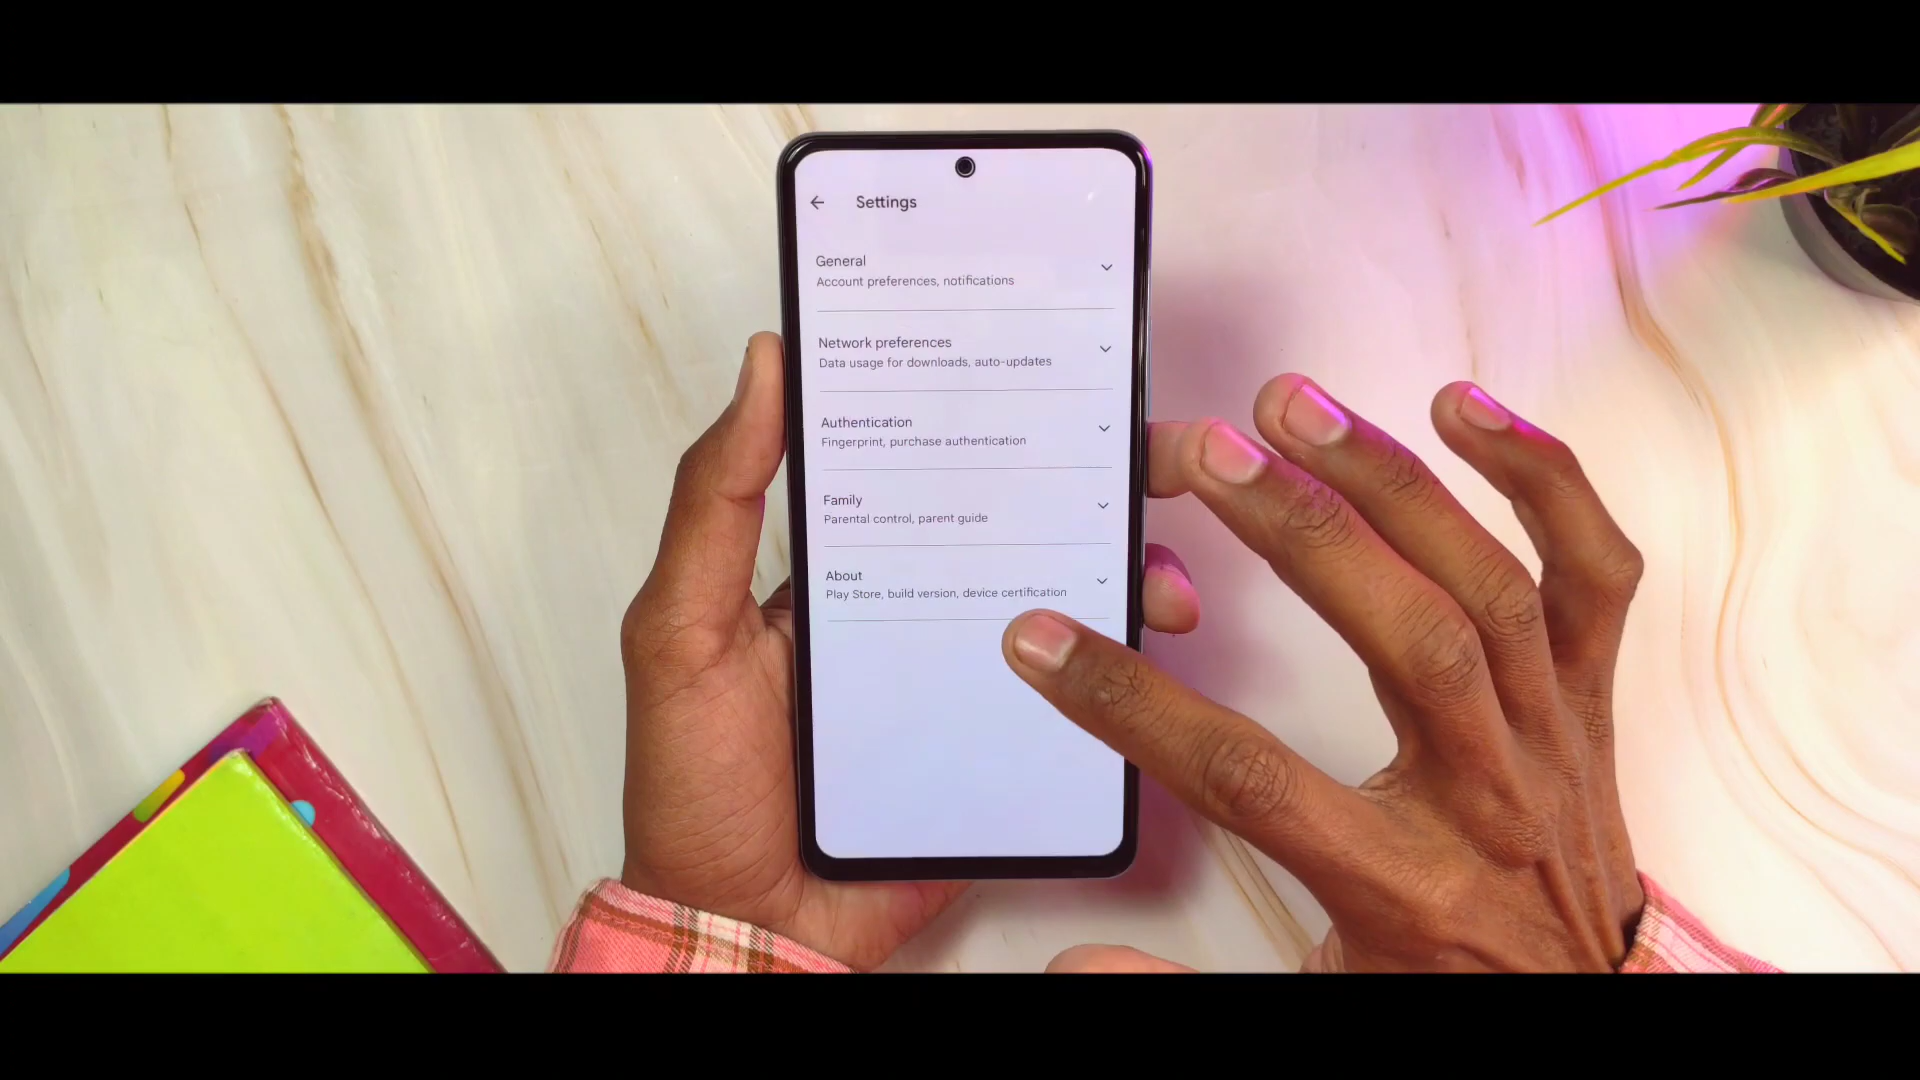 Settings
General
Account preferences, notifications
Network preferences
Data usage for downloads, auto-updates
Authentication
Fingerprint, purchase authentication
Family
Parental control, parent guide
About
Play Store, build version, device certification